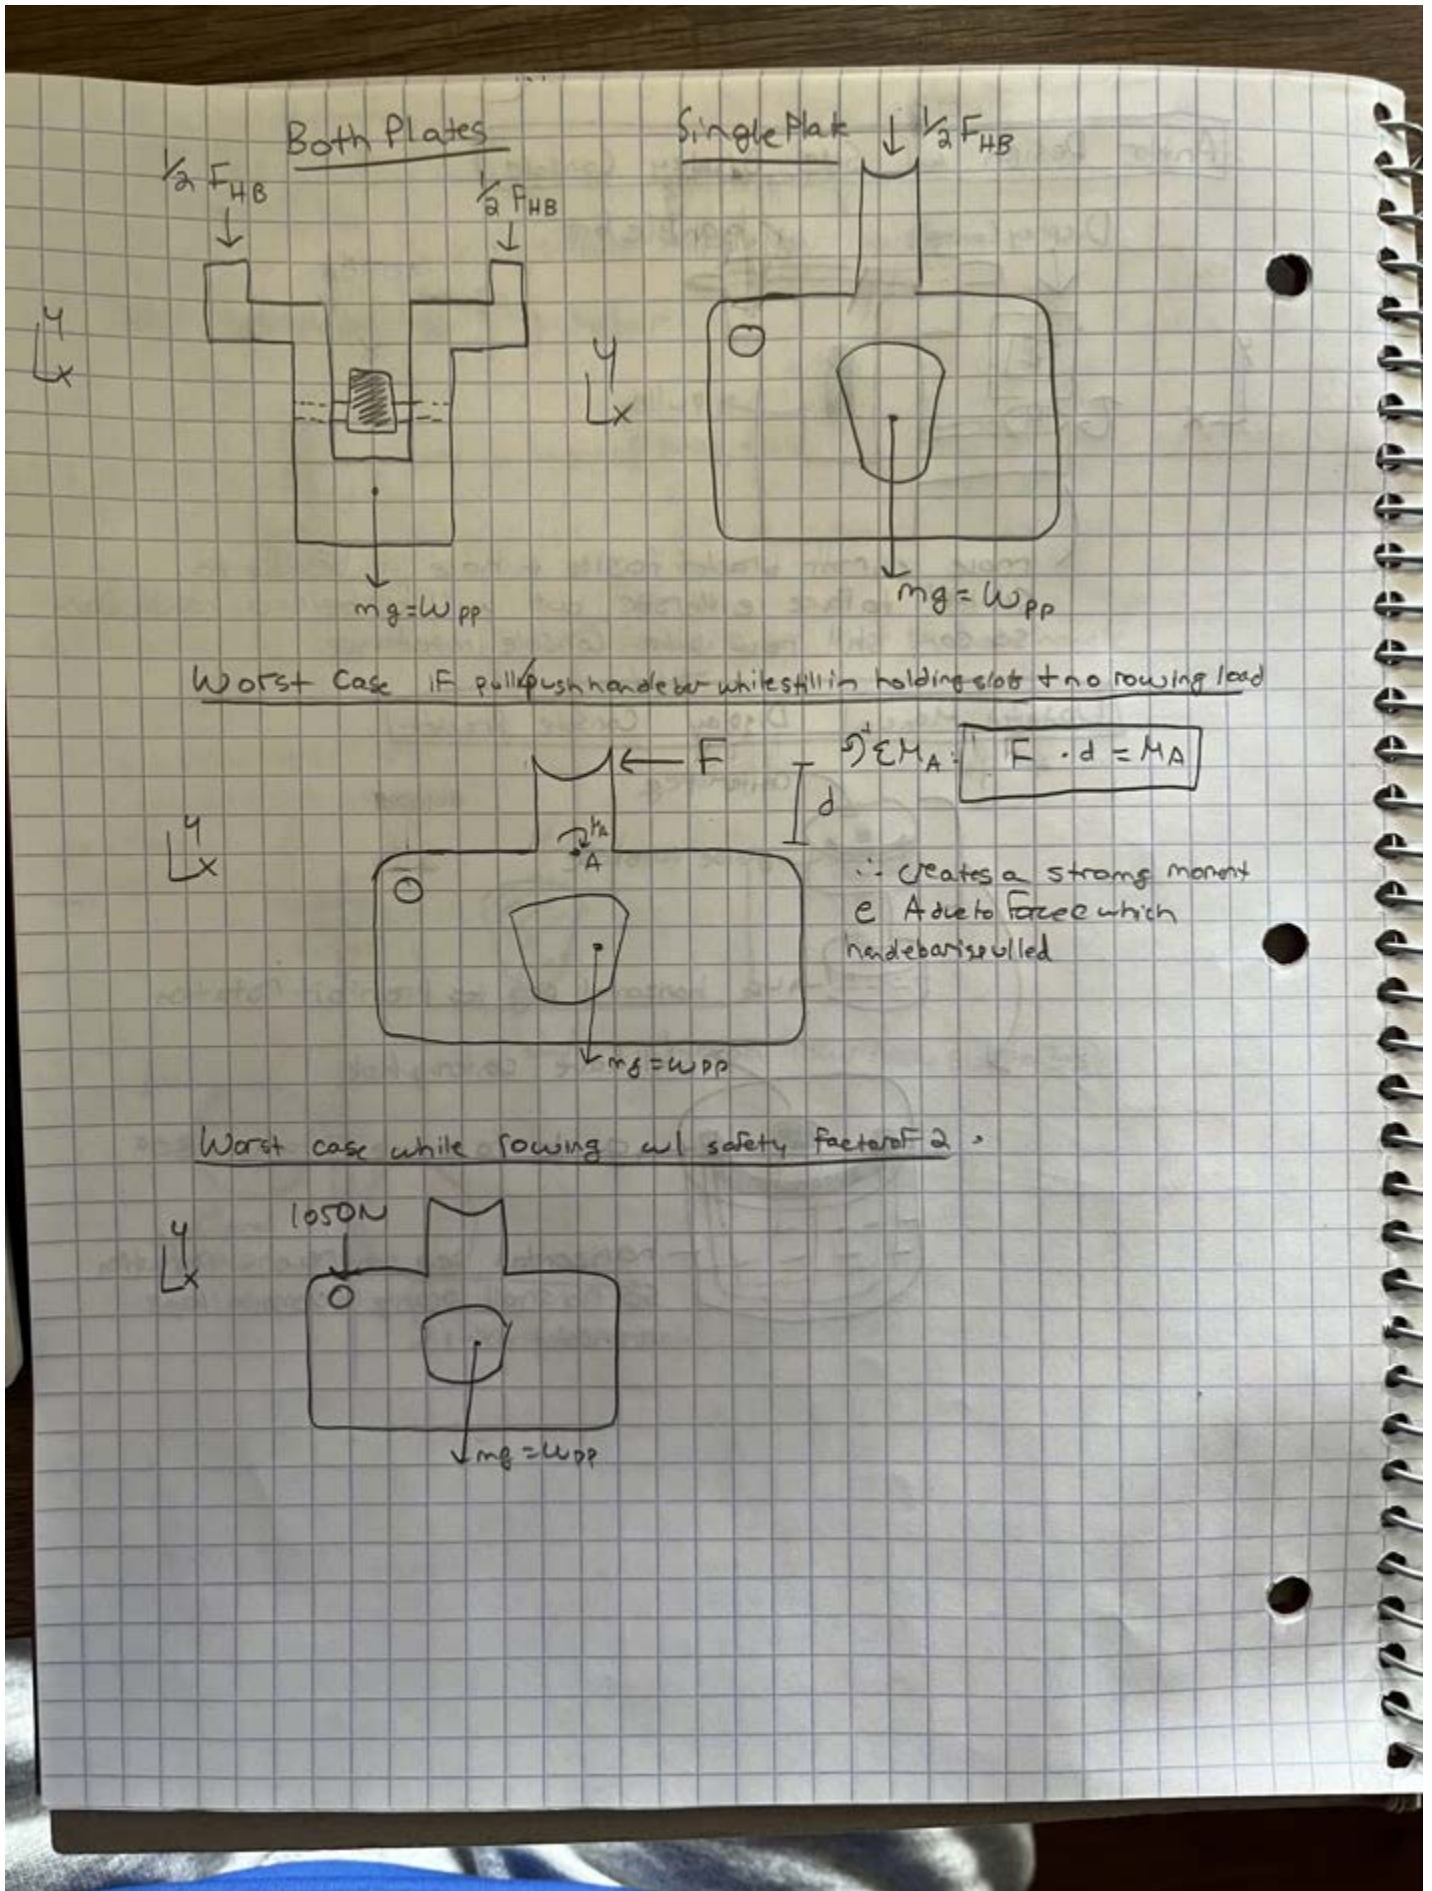 Both Plates
Single Plate
1/2 FHB
1/2 FHB
1/2 FHB
y
x
y
x
mg=WPP
mg=WPP
Worst Case if pull/push handlebar while still in holding slot + no rowing load
F
ΣMA: F · d = MA
d
y
x
MA
A
∴ creates a strong moment
@ A due to force which
handlebar is pulled
mg=WPP
Worst case while rowing w/ safety factor of 2
1050N
y
x
mg=WPP